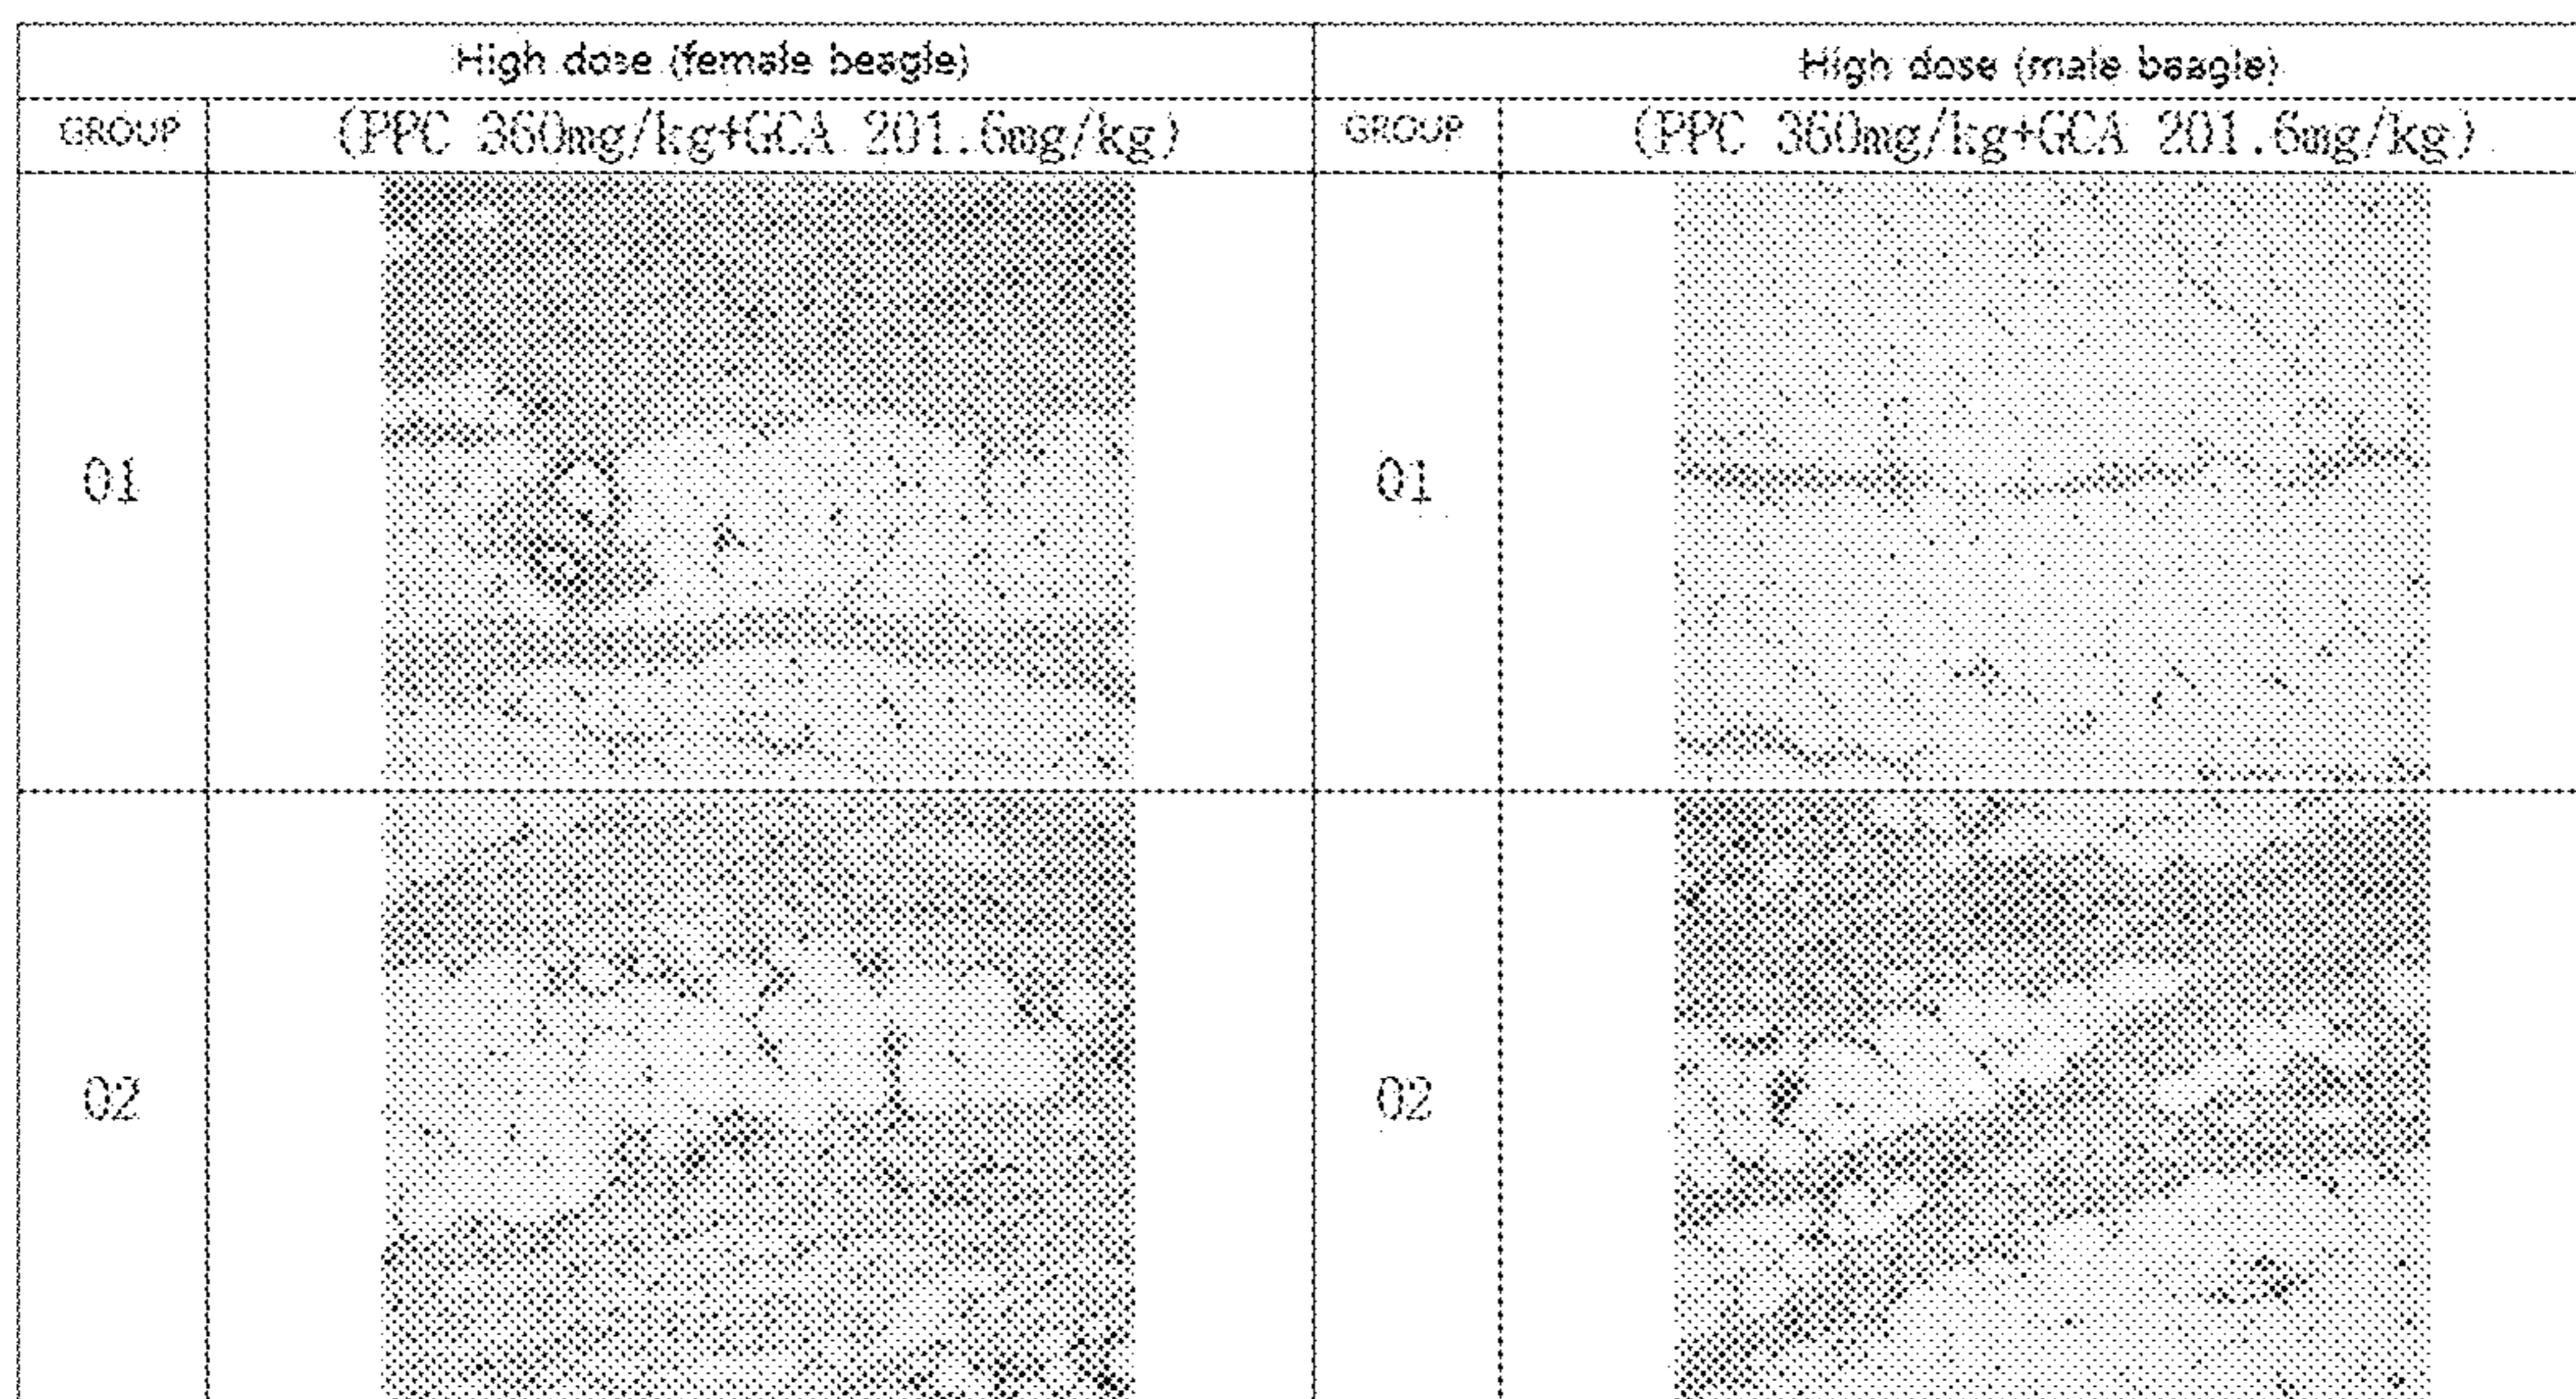 High dose (female beagle)
High dose (male beagle)
GROUP
(PPC 360mg/kg+GCA 201.6mg/kg)
GROUP
(PPC 360mg/kg+GCA 201.6mg/kg)
01
01
02
02